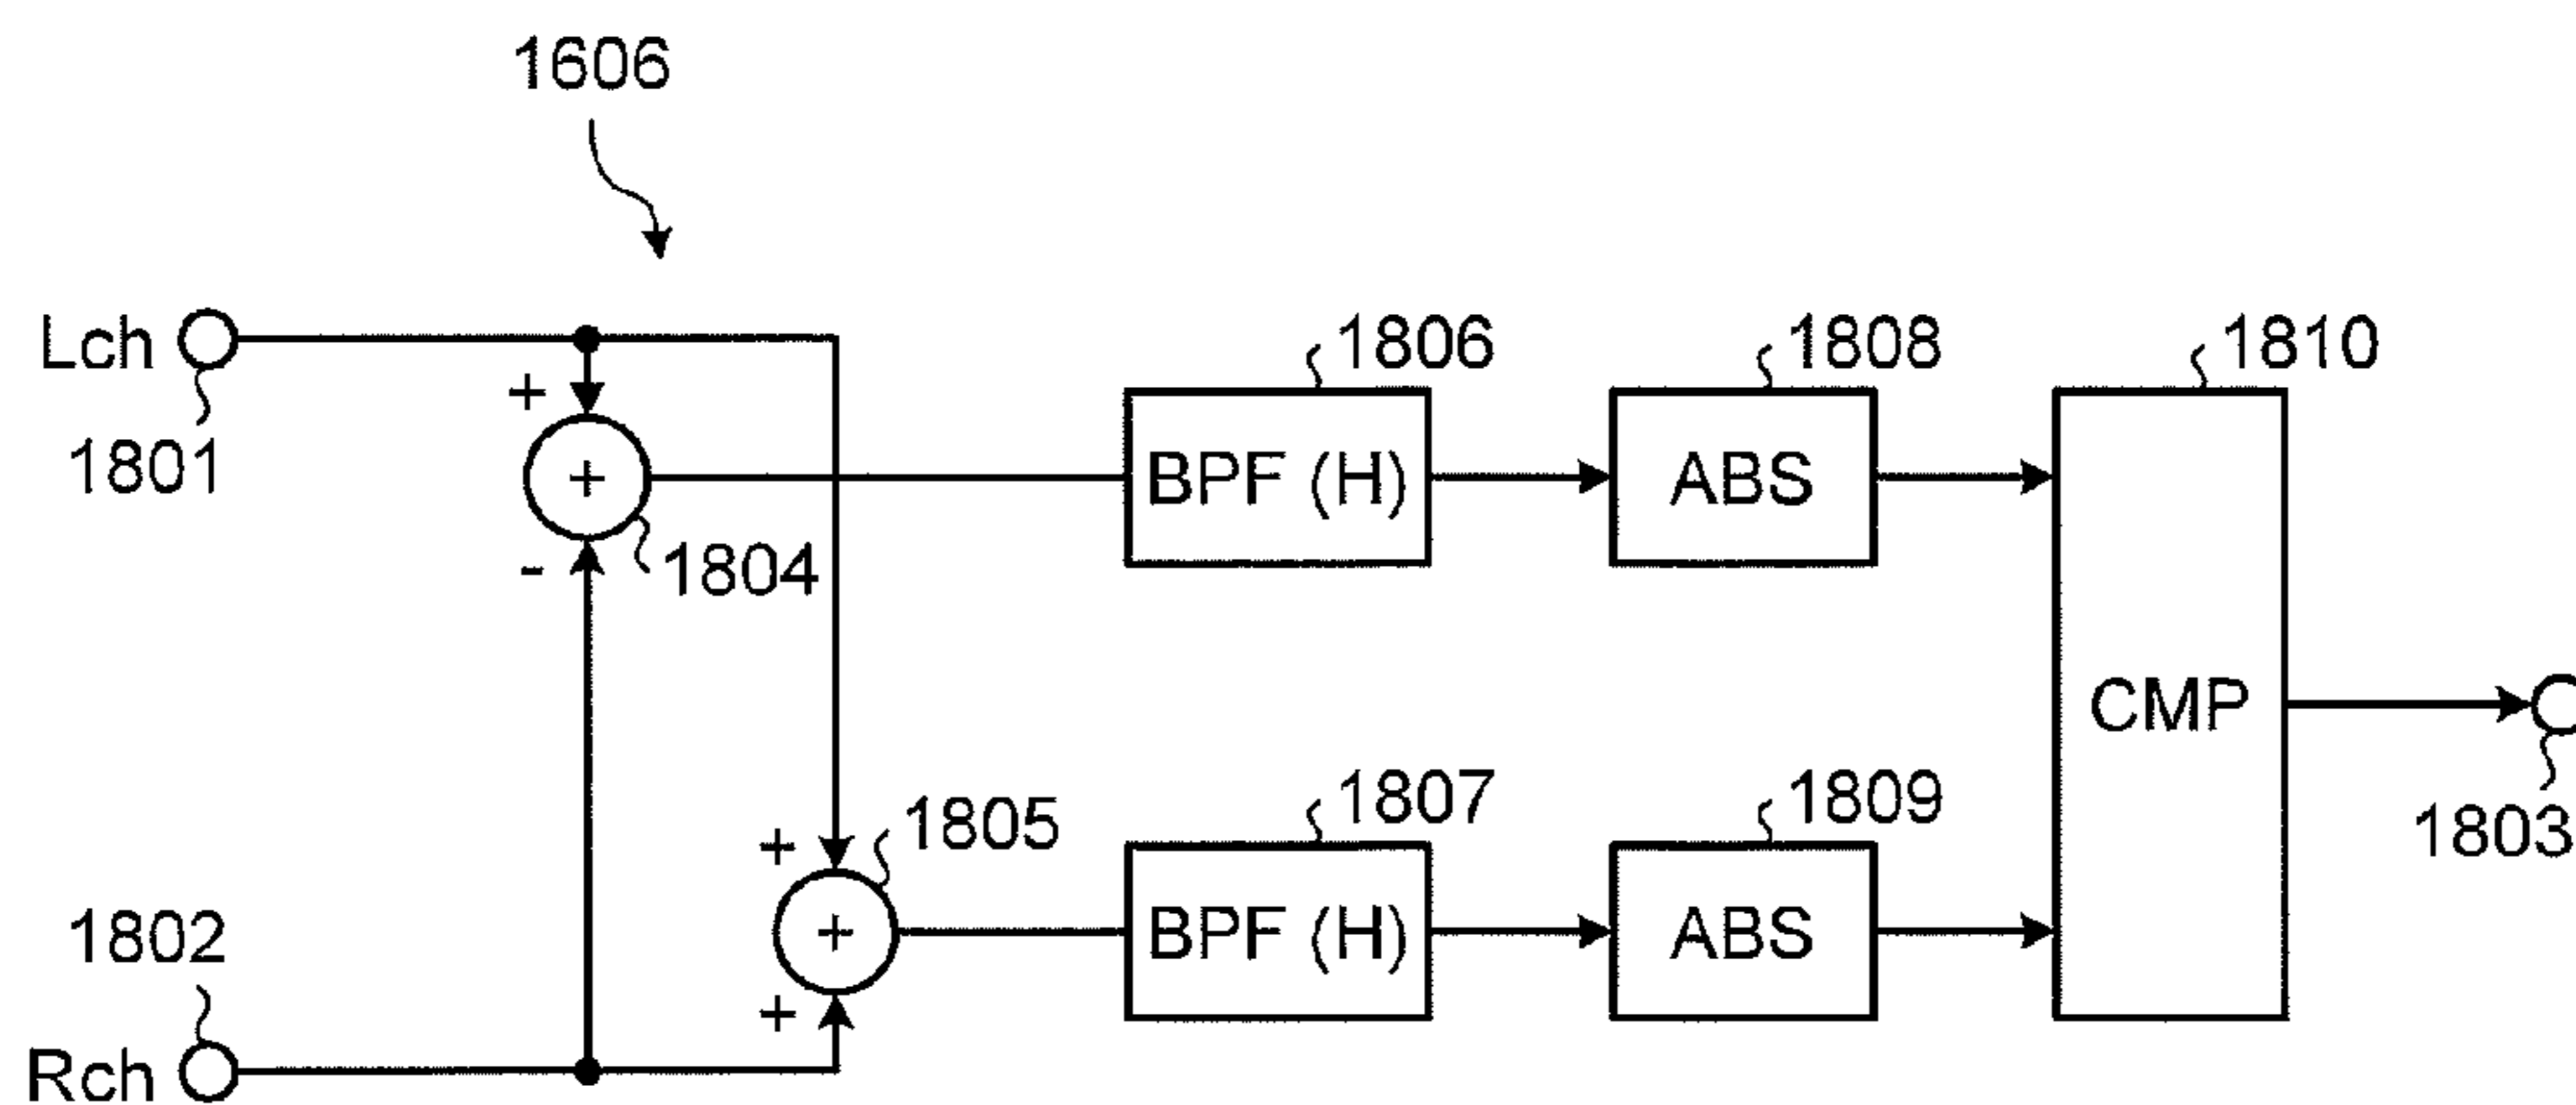 1606
Lch
1801
+
+
-
1804
1806
BPF (H)
1808
ABS
1810
CMP
1803
1805
+
+
+
1807
BPF (H)
1809
ABS
1802
Rch